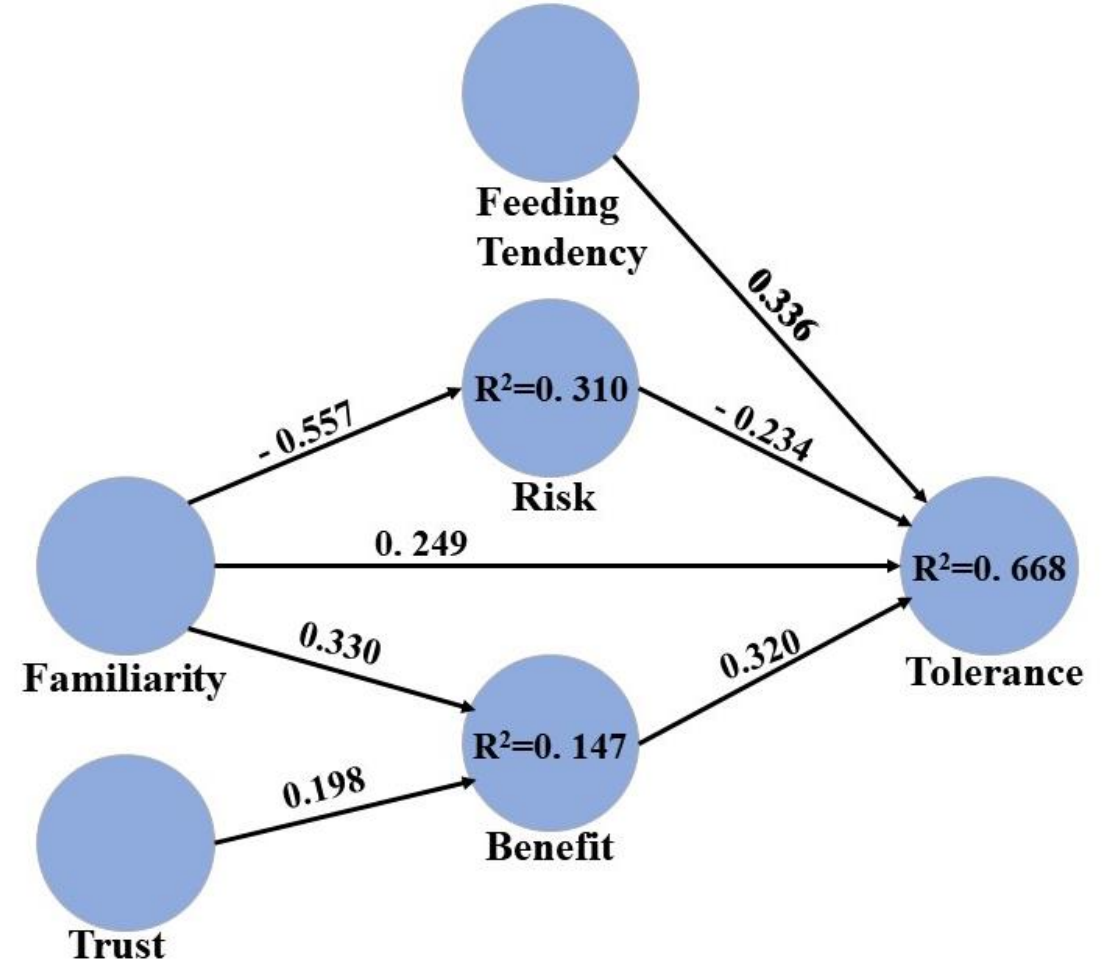 Feeding
Tendency
0.336
R²=0. 310
- 0.557
- 0.234
Risk
0. 249
R²=0. 668
0.330
0.320
Familiarity
Tolerance
R²=0. 147
0.198
Benefit
Trust